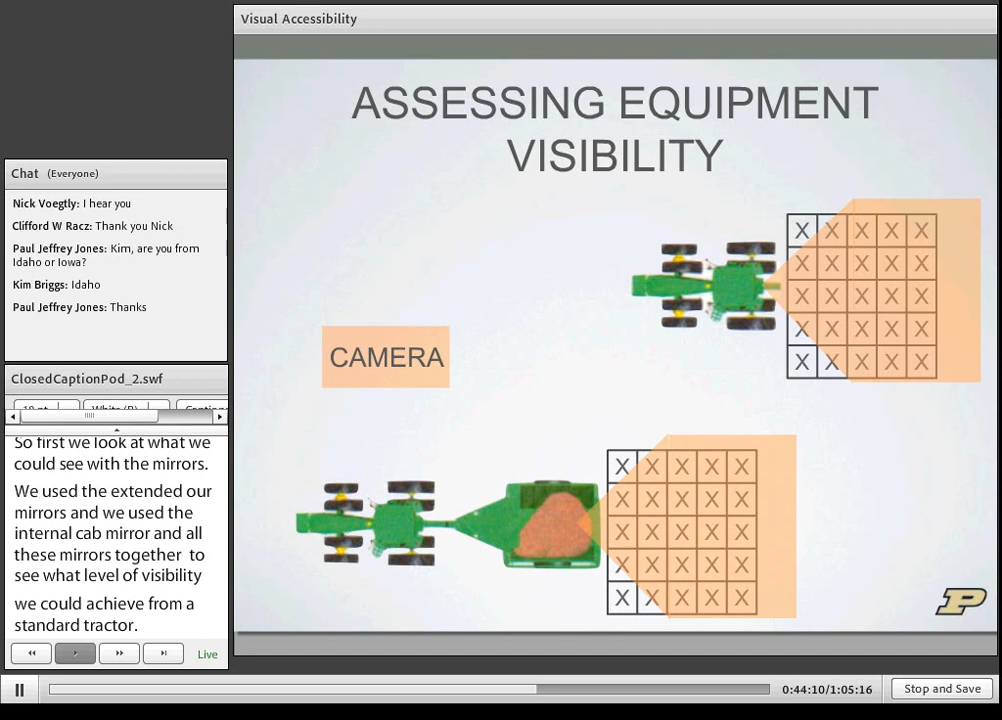 Visual Accessibility
Chat (Everyone)
Nick Voegtly: I hear you
Clifford W Racz: Thank you Nick
Paul Jeffrey Jones: Kim, are you from
Idaho or Iowa?
Kim Briggs: Idaho
Paul Jeffrey Jones: Thanks
ClosedCaptionPod_2.swf
So first we look at what we
could see with the mirrors.
We used the extended our
mirrors and we used the
internal cab mirror and all
these mirrors together to
see what level of visibility
we could achieve from a
standard tractor.
Live
ASSESSING EQUIPMENT
VISIBILITY
X X X X X
X X X X X
X X X X X
X X X X X
X X X X X
CAMERA
X X X X X
X X X X X
X X X X X
X X X X X
X X X X X
P
0:44:10/1:05:16
Stop and Save